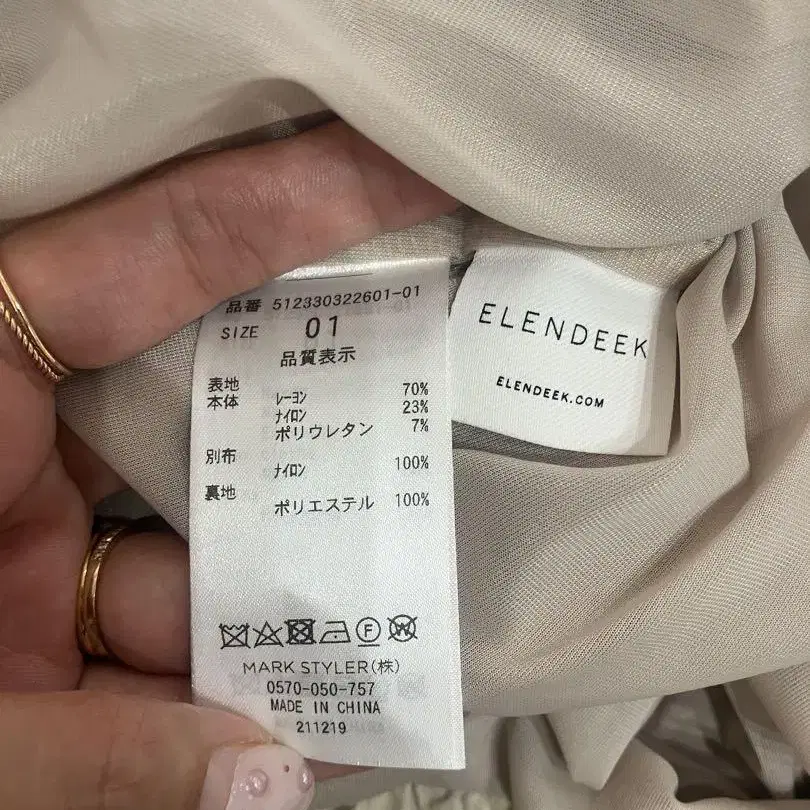 品番 512330322601-01
SIZE 01
品質表示
表地
本体 レーヨン 70%
ナイロン 23%
ポリウレタン 7%
別布 ナイロン 100%
裏地 ポリエステル 100%
MARK STYLER(株)
0570-050-757
MADE IN CHINA
211219
ELENDEEK
ELENDEEK.COM